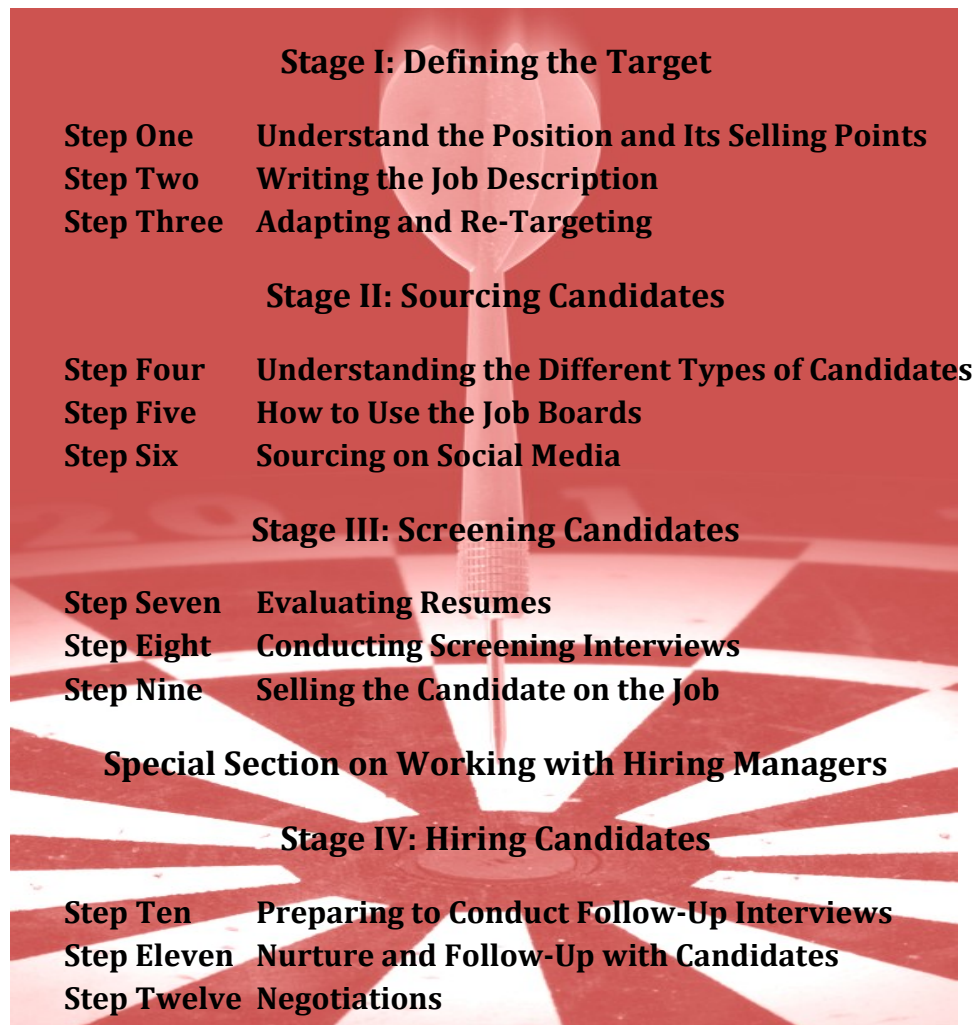 Stage I: Defining the Target
Step One Understand the Position and Its Selling Points
Step Two Writing the Job Description
Step Three Adapting and Re-Targeting
Stage II: Sourcing Candidates
Step Four Understanding the Different Types of Candidates
Step Five How to Use the Job Boards
Step Six Sourcing on Social Media
Stage III: Screening Candidates
Step Seven Evaluating Resumes
Step Eight Conducting Screening Interviews
Step Nine Selling the Candidate on the Job
Special Section on Working with Hiring Managers
Stage IV: Hiring Candidates
Step Ten Preparing to Conduct Follow-Up Interviews
Step Eleven Nurture and Follow-Up with Candidates
Step Twelve Negotiations